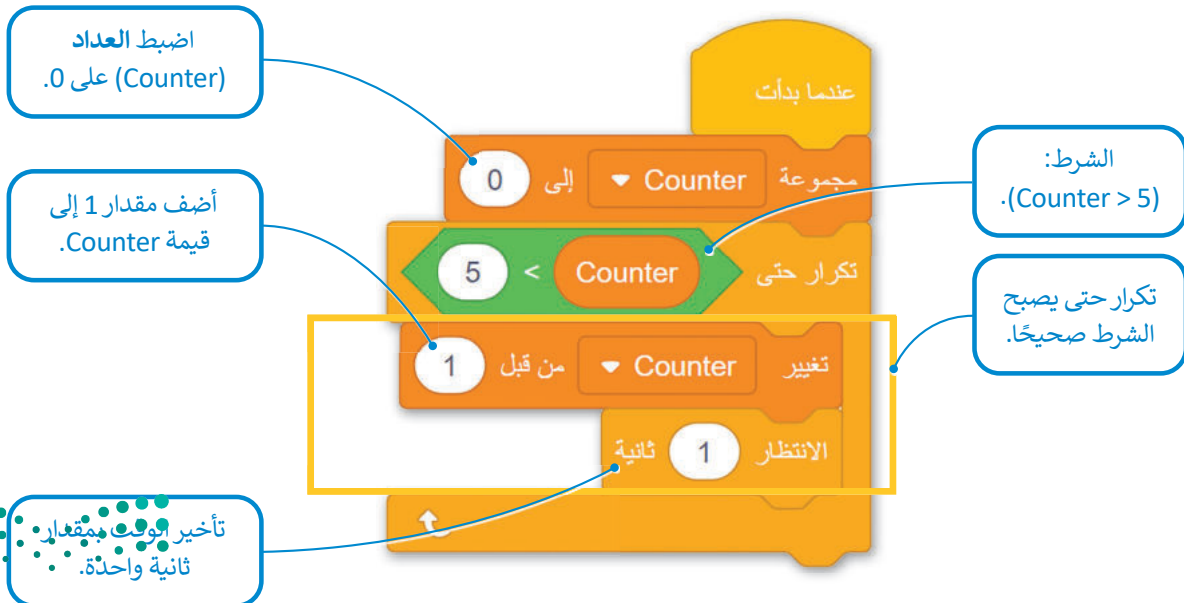 اضبط العداد
(Counter) على 0.
عندما بدأت
مجموعة Counter إلى 0
الشرط:
(Counter > 5).
أضف مقدار 1 إلى
قيمة Counter.
تكرار حتى Counter > 5
تكرار حتى يصبح
الشرط صحيحًا.
تغيير Counter من قبل 1
الانتظار 1 ثانية
تأخير الوقت بمقدار
ثانية واحدة.